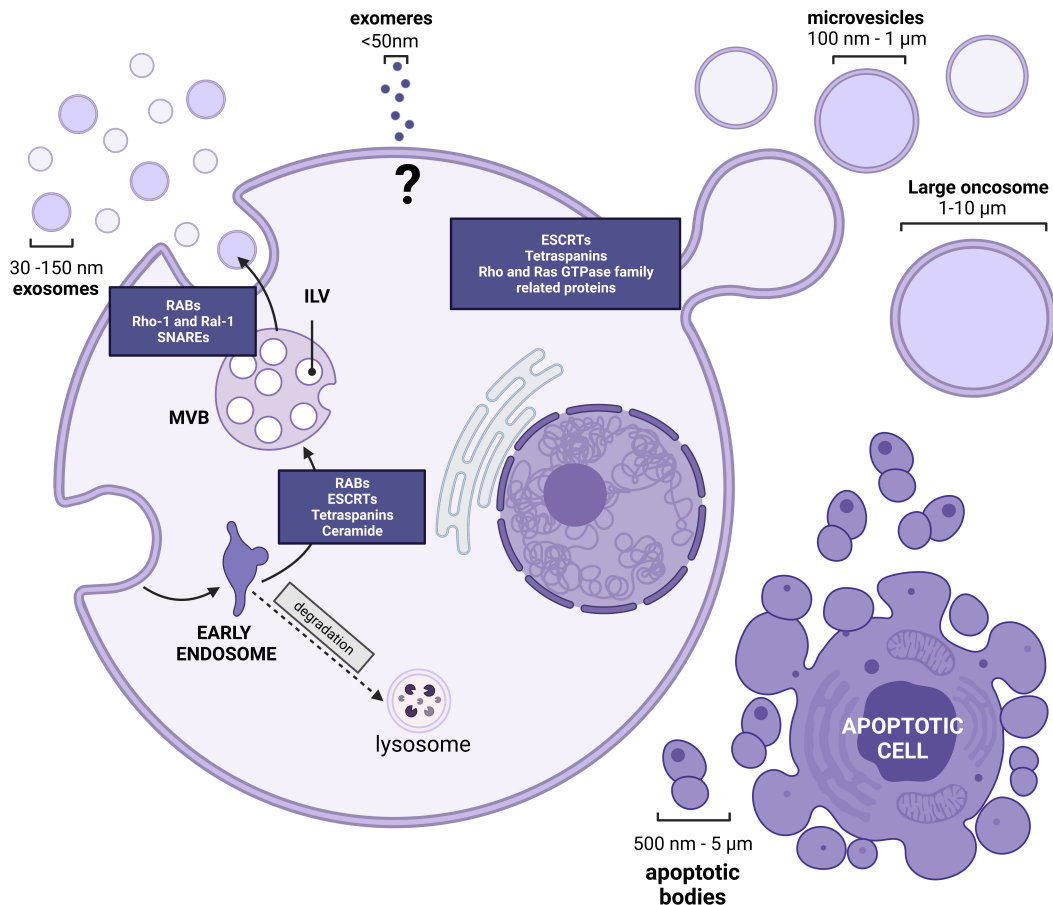 exomeres
<50nm
microvesicles
100 nm - 1 µm
Large oncosome
1-10 µm
?
30 -150 nm
exosomes
ESCRTs
Tetraspanins
Rho and Ras GTPase family
related proteins
RABs
Rho-1 and Ral-1
SNAREs
ILV
MVB
RABs
ESCRTs
Tetraspanins
Ceramide
EARLY
ENDOSOME
degradation
lysosome
APOPTOTIC
CELL
500 nm - 5 µm
apoptotic
bodies